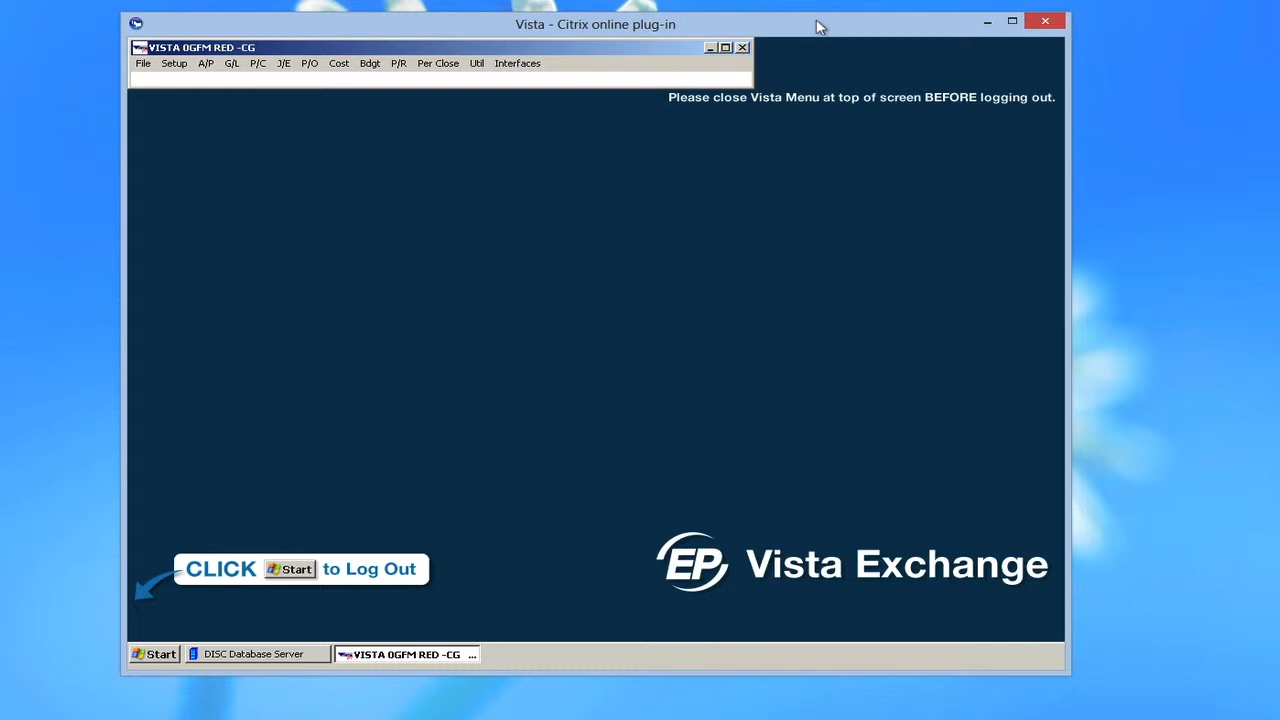 Vista - Citrix online plug-in
VISTA 0GFM RED -CG
File Setup A/P G/L P/C J/E P/O Cost Bdgt P/R Per Close Util Interfaces
Please close Vista Menu at top of screen BEFORE logging out.
CLICK Start to Log Out
EP Vista Exchange
Start DISC Database Server VISTA 0GFM RED -CG ...